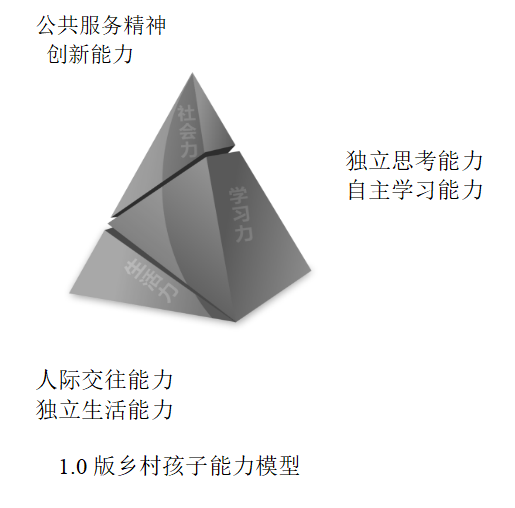 公共服务精神
创新能力
社会力
独立思考能力
自主学习能力
学习力
生活力
人际交往能力
独立生活能力
1.0 版乡村孩子能力模型